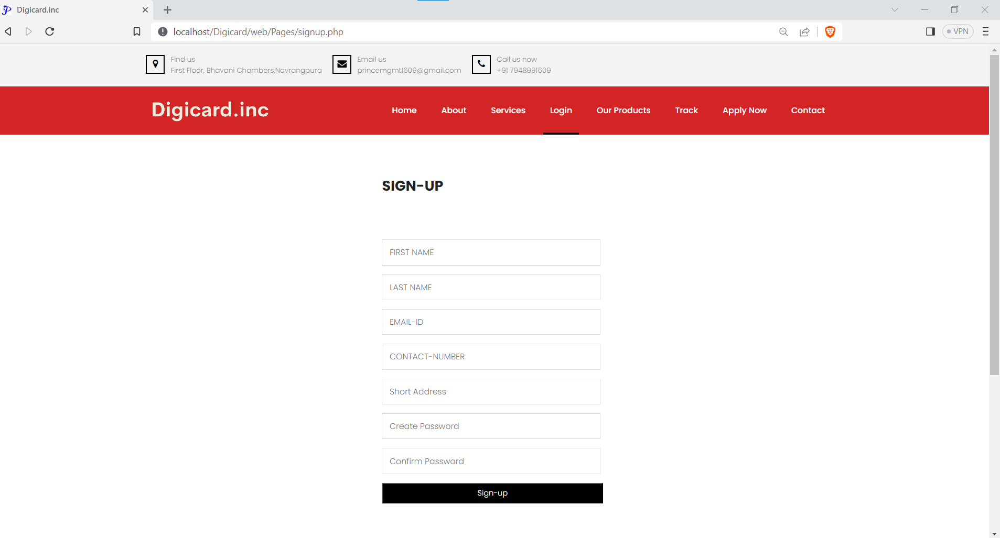 Digicard.inc
localhost/Digicard/web/Pages/signup.php
VPN
Find us
First Floor, Bhavani Chambers,Navrangpura
Email us
princemgmt1609@gmail.com
Call us now
+91 7948991609
Digicard.inc
Home About Services Login Our Products Track Apply Now Contact
SIGN-UP
FIRST NAME
LAST NAME
EMAIL-ID
CONTACT-NUMBER
Short Address
Create Password
Confirm Password
Sign-up